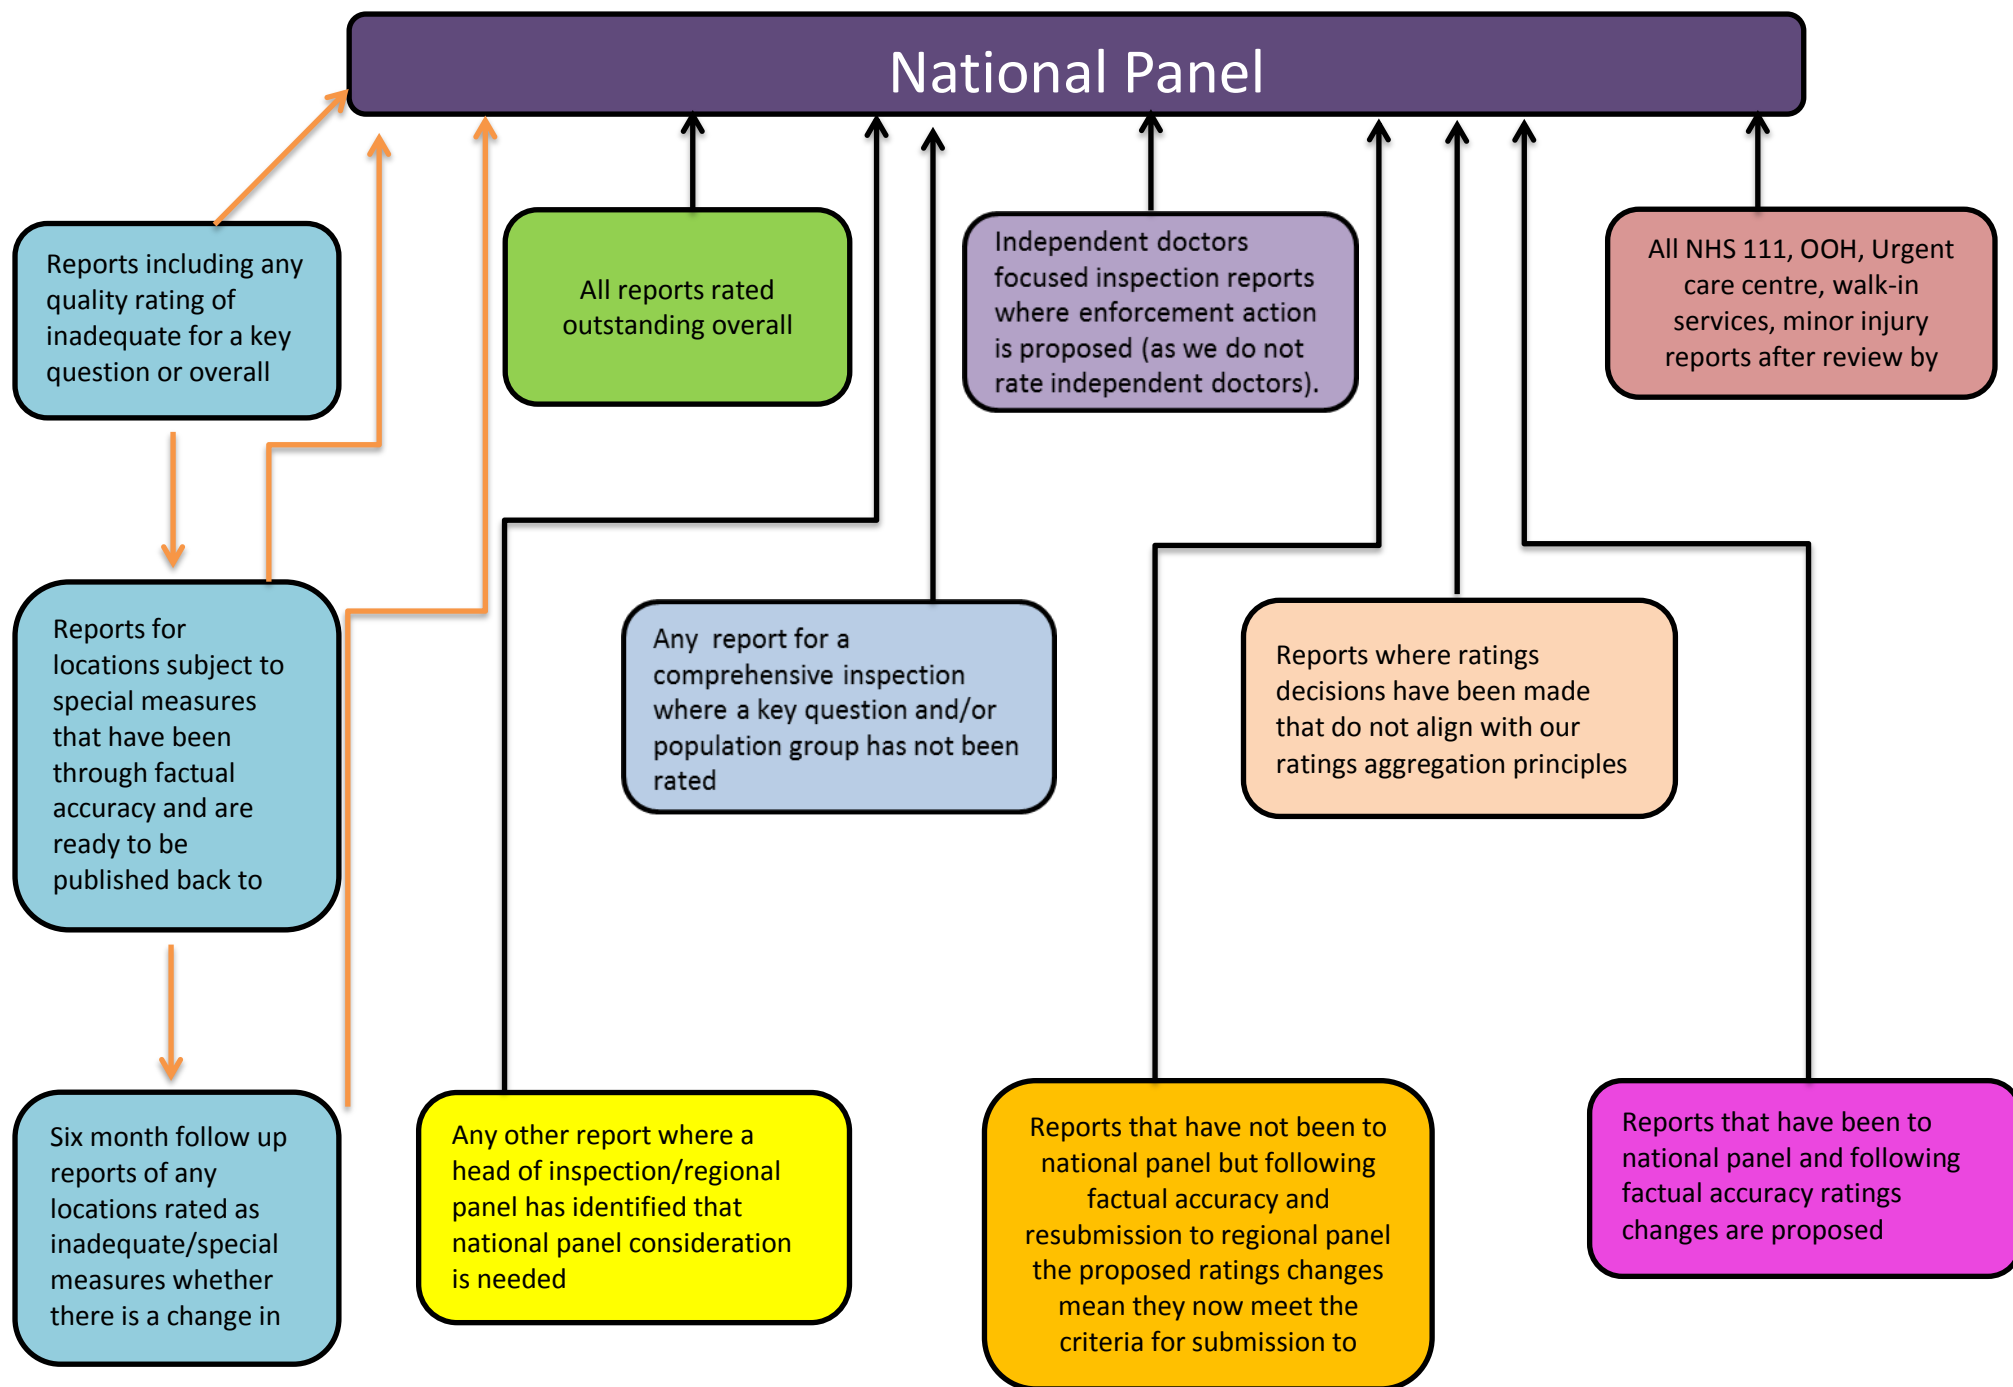 National Panel
Reports including any
quality rating of
inadequate for a key
question or overall
All reports rated
outstanding overall
Independent doctors
focused inspection reports
where enforcement action
is proposed (as we do not
rate independent doctors).
All NHS 111, OOH, Urgent
care centre, walk-in
services, minor injury
reports after review by
Reports for
locations subject to
special measures
that have been
through factual
accuracy and are
ready to be
published back to
Any report for a
comprehensive inspection
where a key question and/or
population group has not been
rated
Reports where ratings
decisions have been made
that do not align with our
ratings aggregation principles
Six month follow up
reports of any
locations rated as
inadequate/special
measures whether
there is a change in
Any other report where a
head of inspection/regional
panel has identified that
national panel consideration
is needed
Reports that have not been to
national panel but following
factual accuracy and
resubmission to regional panel
the proposed ratings changes
mean they now meet the
criteria for submission to
Reports that have been to
national panel and following
factual accuracy ratings
changes are proposed